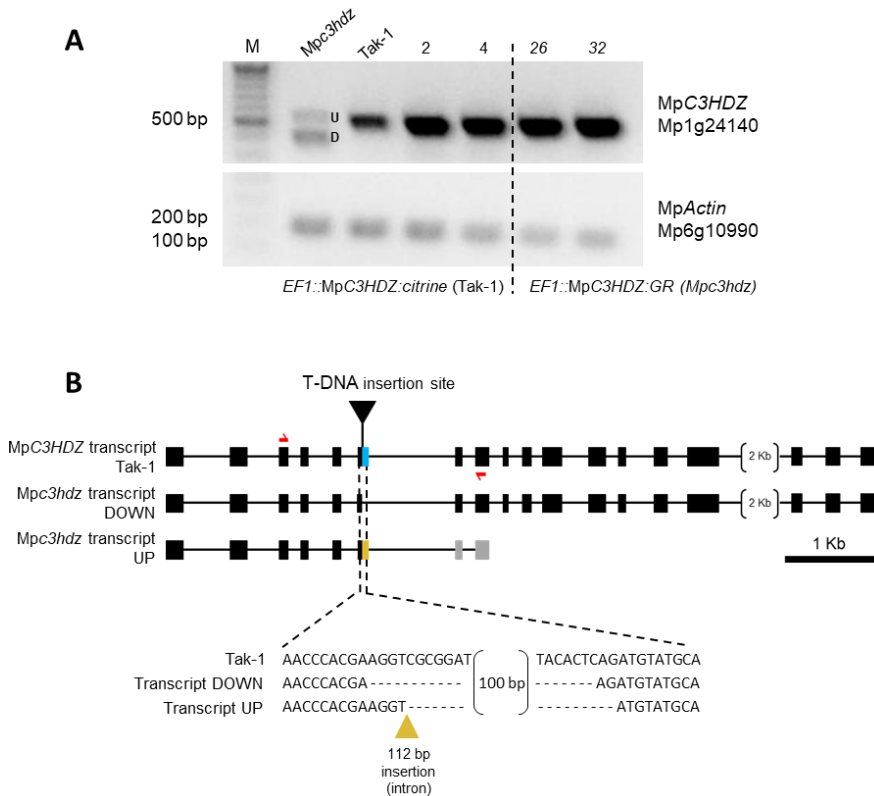 A
M
Mpc3hdz
Tak-1
2
4
26
32
500 bp
U
D
MpC3HDZ
Mp1g24140
200 bp
100 bp
MpActin
Mp6g10990
EF1::MpC3HDZ:citrine (Tak-1)
EF1::MpC3HDZ:GR (Mpc3hdz)
B
T-DNA insertion site
MpC3HDZ transcript
Tak-1
2 Kb
Mpc3hdz transcript
DOWN
2 Kb
Mpc3hdz transcript
UP
1 Kb
Tak-1 AACCCACGAAGGTCGCGGAT TACACTCAGATGTATGCA
Transcript DOWN AACCCACGA---------- 100 bp -------AGATGTATGCA
Transcript UP AACCCACGAAGGT------ ---------ATGTATGCA
112 bp
insertion
(intron)